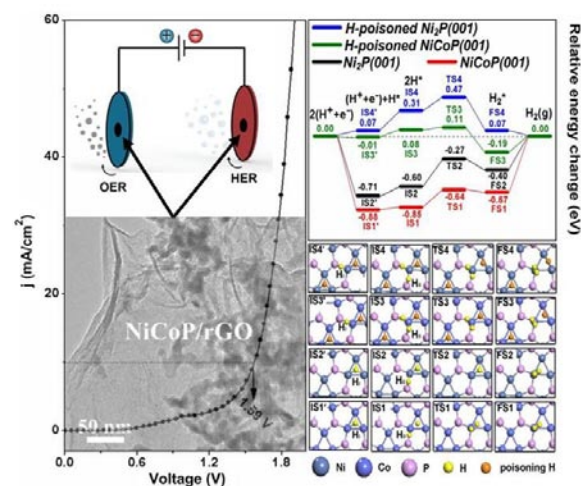 60
40
20
0
j (mA/cm²)
0.0 0.6 1.2 1.8
Voltage (V)
OER
HER
NiCoP/rGO
50 nm
1.59 V
Relative energy change (eV)
H-poisoned Ni₂P(001)
H-poisoned NiCoP(001)
Ni₂P(001) NiCoP(001)
2(H⁺+e⁻)
0.00
(H⁺+e⁻)+H*
IS4'
0.07
-0.01
IS3'
-0.71
IS2'
-0.88
IS1'
2H*
IS4
0.31
0.08
IS3
-0.60
IS2
-0.85
IS1
TS4
0.47
TS3
0.11
-0.27
TS2
-0.64
TS1
H₂*
FS4
0.07
-0.19
FS3
-0.40
FS2
-0.67
FS1
H₂(g)
0.00
IS4' IS4 TS4 FS4
IS3' IS3 TS3 FS3
IS2' IS2 TS2 FS2
IS1' IS1 TS1 FS1
Ni Co P H poisoning H